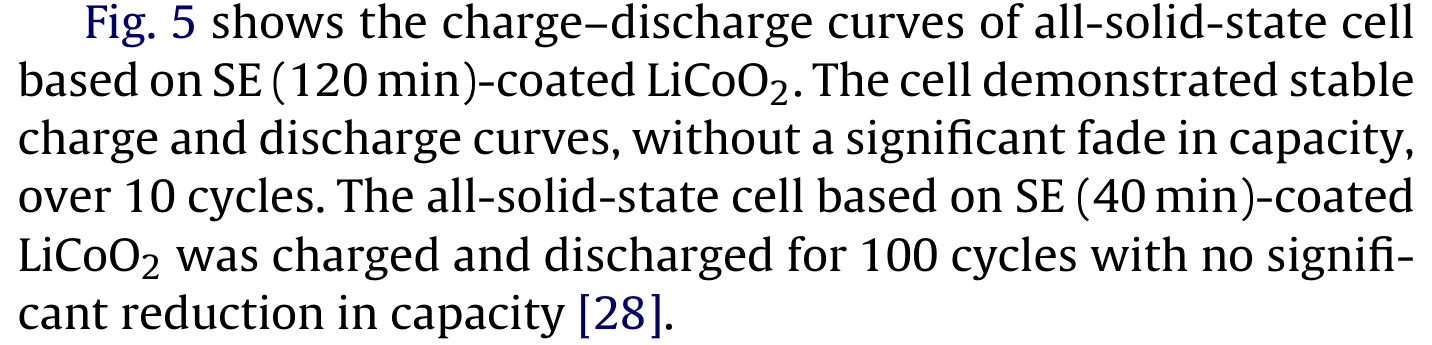 Fig. 5 shows the charge–discharge curves of all-solid-state cell
based on SE (120 min)-coated LiCoO₂. The cell demonstrated stable
charge and discharge curves, without a significant fade in capacity,
over 10 cycles. The all-solid-state cell based on SE (40 min)-coated
LiCoO₂ was charged and discharged for 100 cycles with no signifi-
cant reduction in capacity [28].